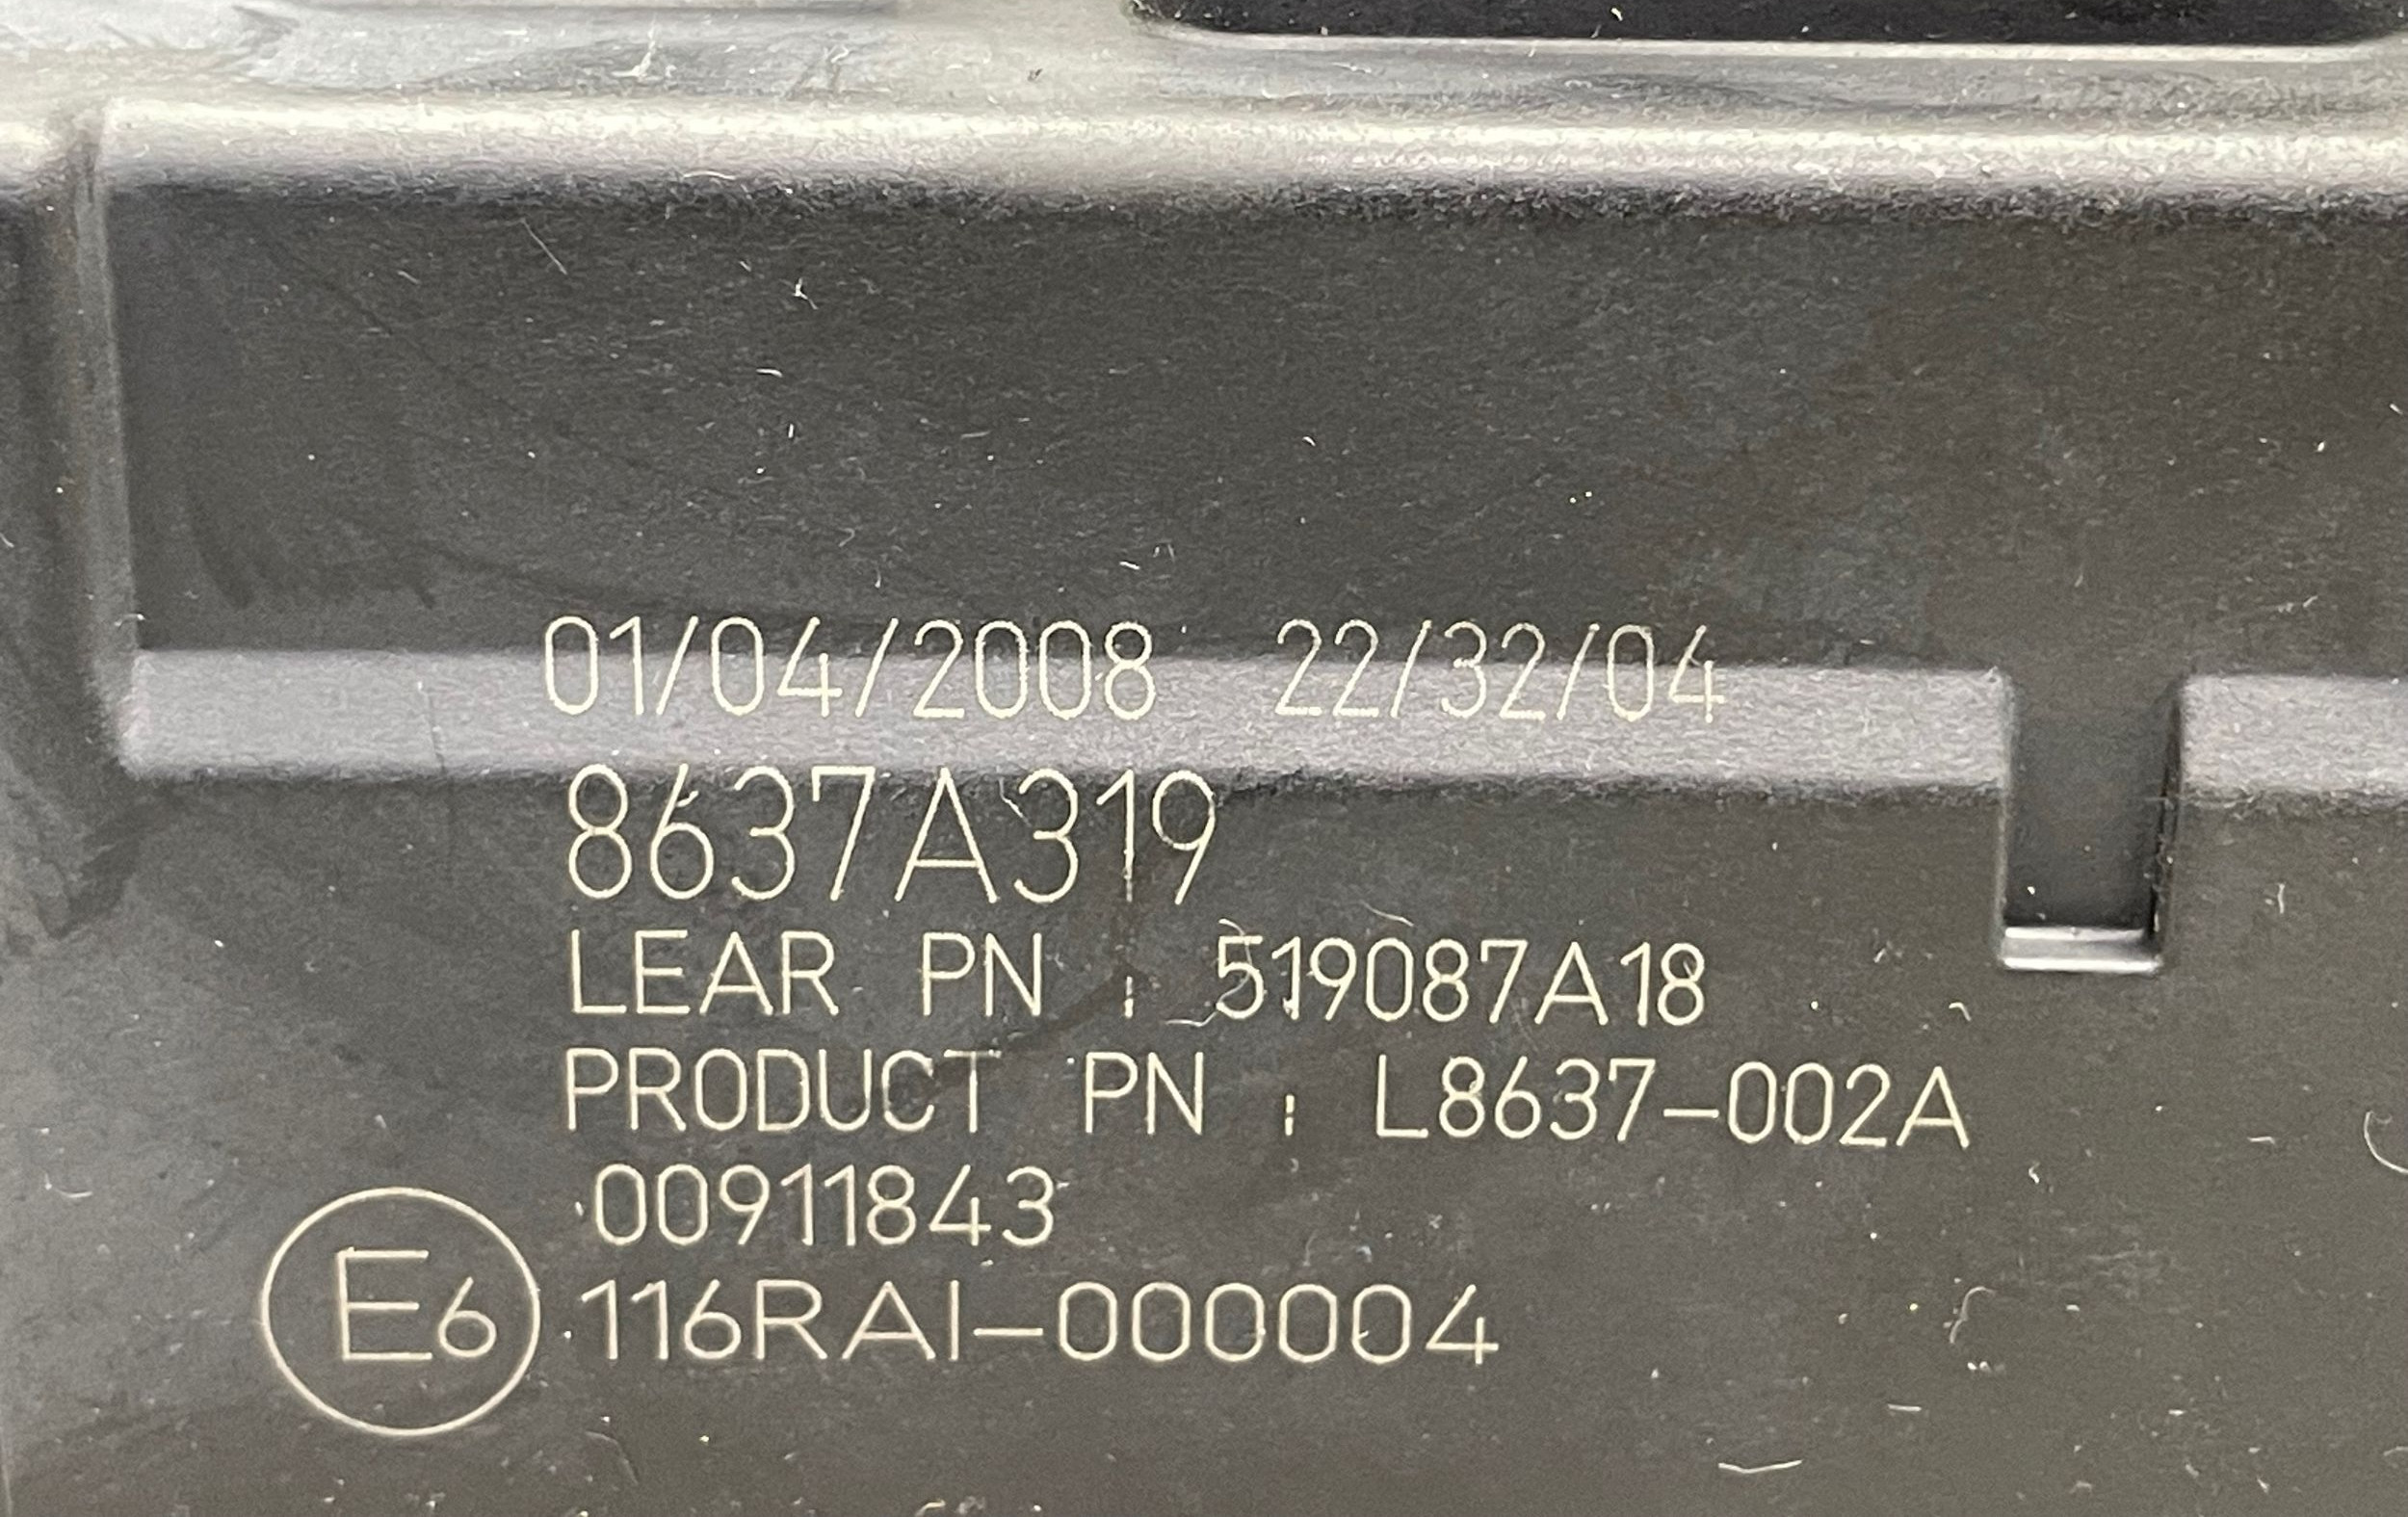 01/04/2008 22/32/04
8637A319
LEAR PN : 519087A18
PRODUCT PN : L8637-002A
00911843
E6 116RAI-000004